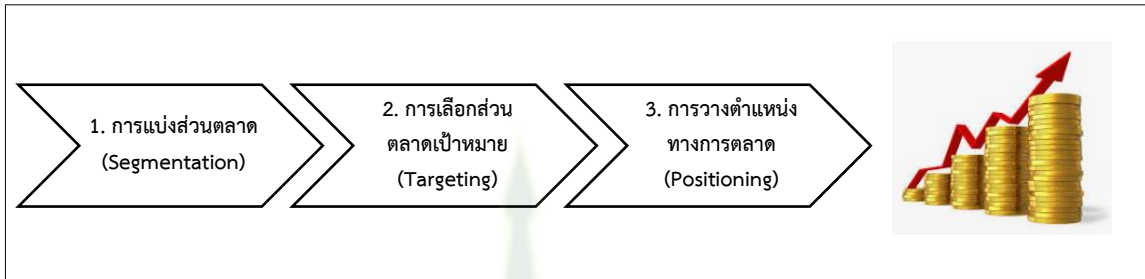 1. การแบ่งส่วนตลาด
(Segmentation)
2. การเลือกส่วน
ตลาดเป้าหมาย
(Targeting)
3. การวางตำแหน่ง
ทางการตลาด
(Positioning)